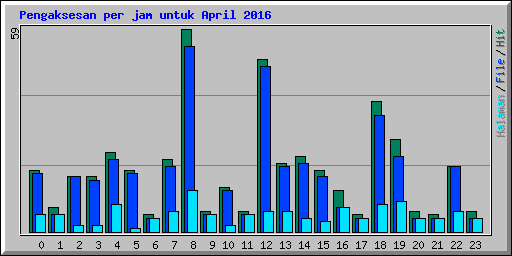 Pengaksesan per jam untuk April 2016
59
Halaman/File/Hit
0 1 2 3 4 5 6 7 8 9 10 11 12 13 14 15 16 17 18 19 20 21 22 23